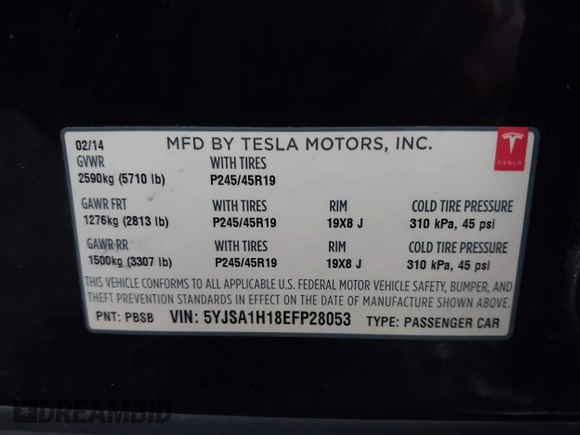 02/14 MFD BY TESLA MOTORS, INC.
GVWR WITH TIRES
2590kg (5710 lb) P245/45R19
TESLA
GAWR FRT WITH TIRES RIM COLD TIRE PRESSURE
1276kg (2813 lb) P245/45R19 19X8 J 310 kPa, 45 psi
GAWR RR WITH TIRES RIM COLD TIRE PRESSURE
1500kg (3307 lb) P245/45R19 19X8 J 310 kPa, 45 psi
THIS VEHICLE CONFORMS TO ALL APPLICABLE U.S. FEDERAL MOTOR VEHICLE SAFETY, BUMPER, AND
THEFT PREVENTION STANDARDS IN EFFECT ON THE DATE OF MANUFACTURE SHOWN ABOVE.
PNT: PBSB VIN: 5YJSA1H18EFP28053 TYPE: PASSENGER CAR
DREAMBID